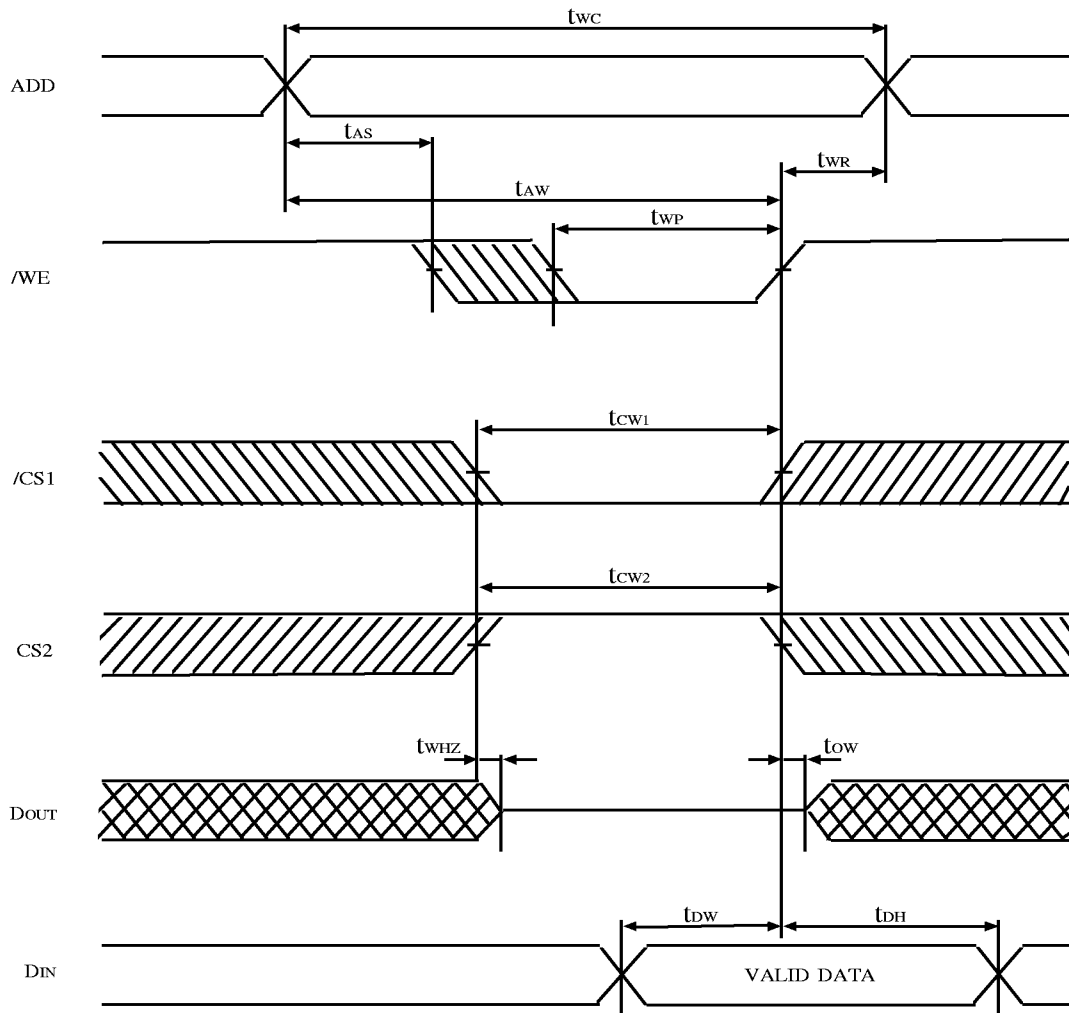 tWC
ADD
tAS
tWR
tAW
tWP
/WE
tCW1
/CS1
tCW2
CS2
tWHZ
tOW
DOUT
tDW
tDH
DIN
VALID DATA